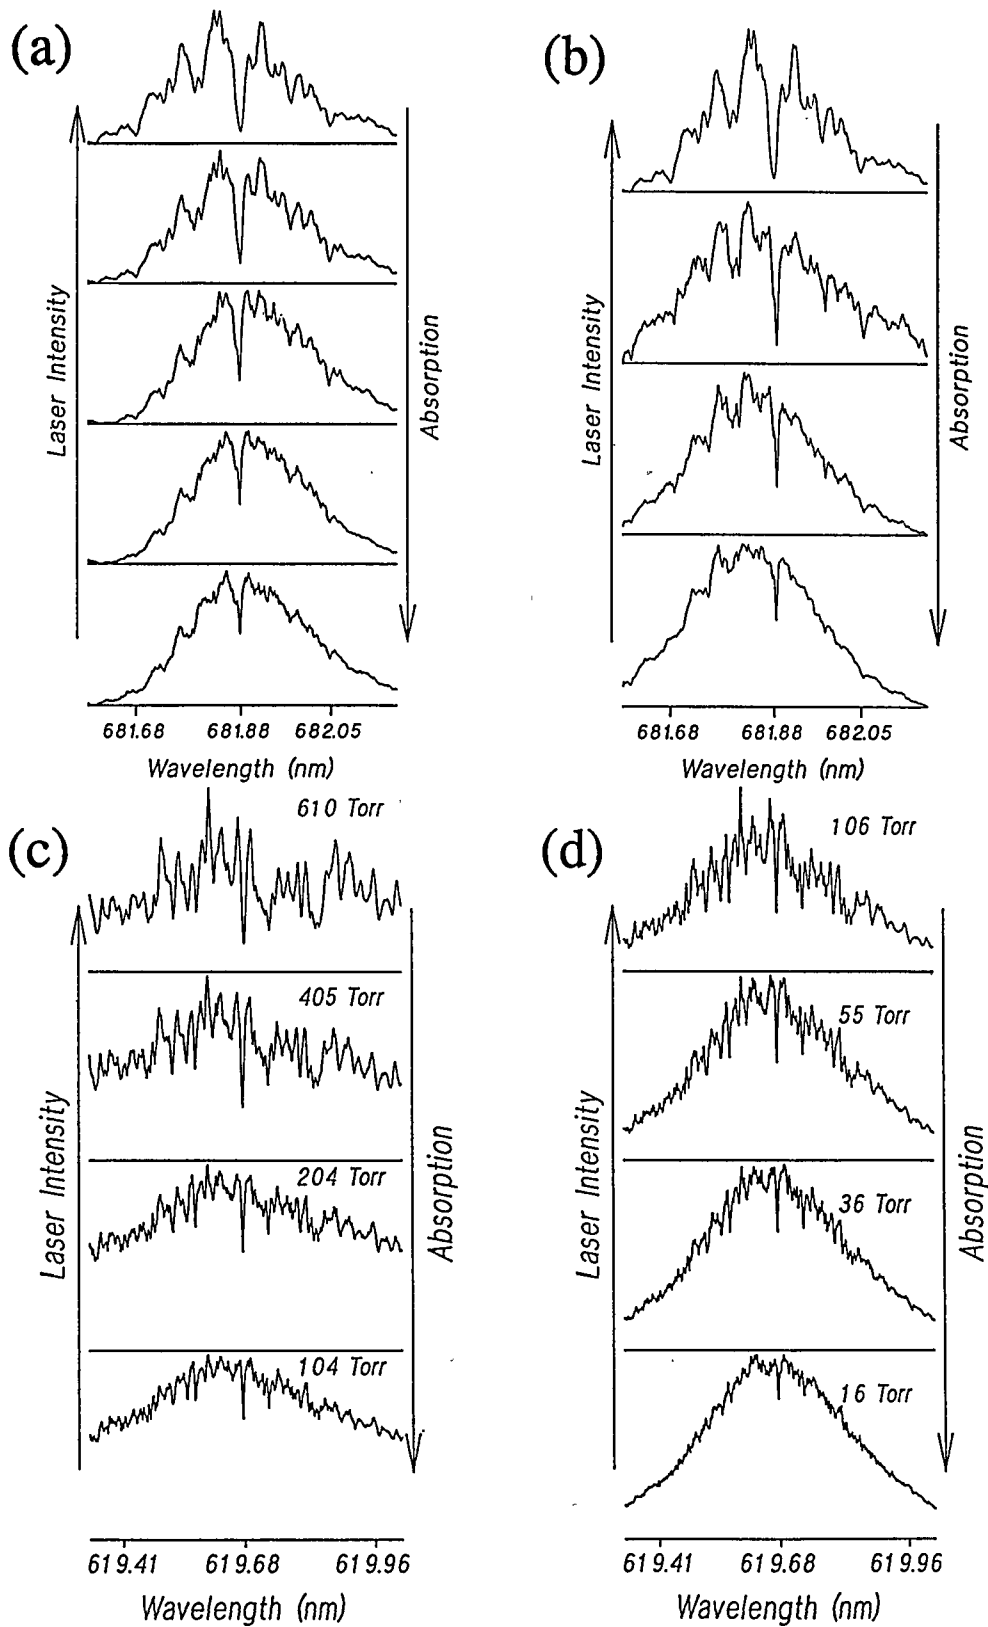 (a)
Laser Intensity
Absorption
681.68 681.88 682.05
Wavelength (nm)
(b)
Laser Intensity
Absorption
681.68 681.88 682.05
Wavelength (nm)
(c)
610 Torr
405 Torr
204 Torr
104 Torr
Laser Intensity
Absorption
619.41 619.68 619.96
Wavelength (nm)
(d)
106 Torr
55 Torr
36 Torr
16 Torr
Laser Intensity
Absorption
619.41 619.68 619.96
Wavelength (nm)